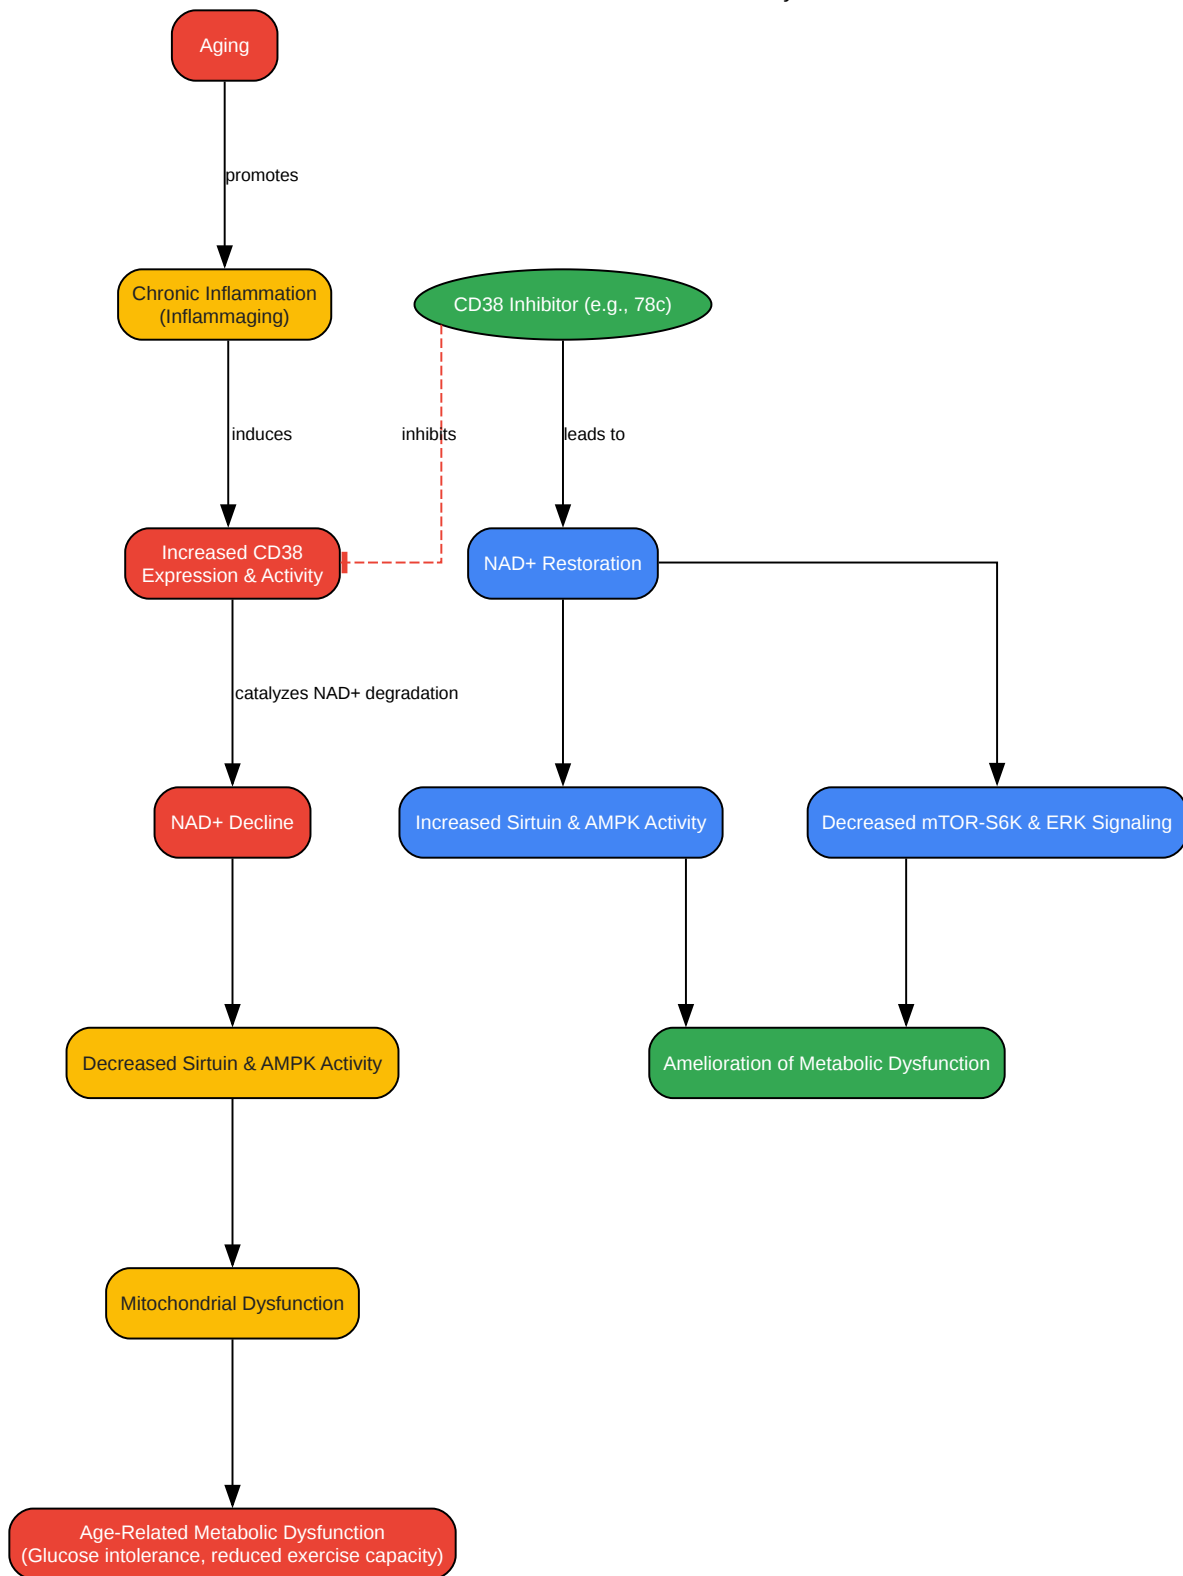 Aging
promotes
Chronic Inflammation
(Inflammaging)
CD38 Inhibitor (e.g., 78c)
induces
inhibits
leads to
Increased CD38
Expression & Activity
NAD+ Restoration
catalyzes NAD+ degradation
NAD+ Decline
Increased Sirtuin & AMPK Activity
Decreased mTOR-S6K & ERK Signaling
Decreased Sirtuin & AMPK Activity
Amelioration of Metabolic Dysfunction
Mitochondrial Dysfunction
Age-Related Metabolic Dysfunction
(Glucose intolerance, reduced exercise capacity)